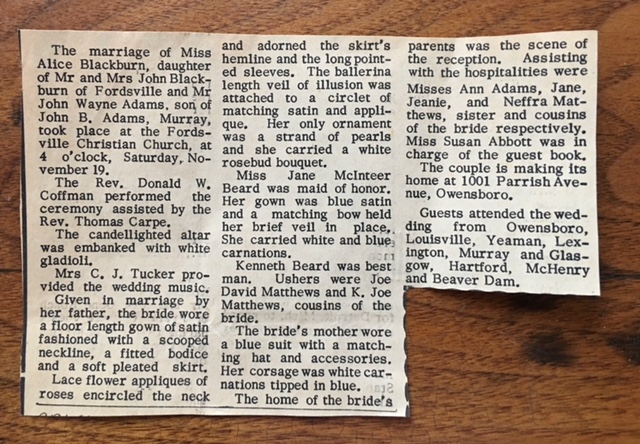 The marriage of Miss
Alice Blackburn, daughter
of Mr and Mrs John Black-
burn of Fordsville and Mr
John Wayne Adams. son of
John B. Adams, Murray,
took place at the Fords-
ville Christian Church, at
4 o'clock, Saturday, No-
vember 19.
The Rev. Donald W.
Coffman performed the
ceremony assisted by the
Rev. Thomas Carpe.
The candellighted altar
was embanked with white
gladioli.
Mrs C. J. Tucker pro-
vided the wedding music.
Given in marriage by
her father, the bride wore
a floor length gown of satin
fashioned with a scooped
neckline, a fitted bodice
and a soft pleated skirt.
Lace flower appliques of
roses encircled the neck
and adorned the skirt's
hemline and the long point-
ed sleeves. The ballerina
length veil of illusion was
attached to a circlet of
matching satin and appli-
que. Her only ornament
was a strand of pearls
and she carried a white
rosebud bouquet.
Miss Jane McInteer
Beard was maid of honor.
Her gown was blue satin
and a matching bow held
her brief veil in place.
She carried white and blue
carnations.
Kenneth Beard was best
man. Ushers were Joe
David Matthews and K. Joe
Matthews, cousins of the
bride.
The bride's mother wore
a blue suit with a match-
ing hat and accessories.
Her corsage was white car-
nations tipped in blue.
The home of the bride's
parents was the scene of
the reception. Assisting
with the hospitalities were
Misses Ann Adams, Jane,
Jeanie, and Neffra Mat-
thews, sister and cousins
of the bride respectively.
Miss Susan Abbott was in
charge of the guest book.
The couple is making its
home at 1001 Parrish Ave-
nue, Owensboro.
Guests attended the wed-
ding from Owensboro,
Louisville, Yeaman, Lex-
ington, Murray and Glas-
gow, Hartford, McHenry
and Beaver Dam.